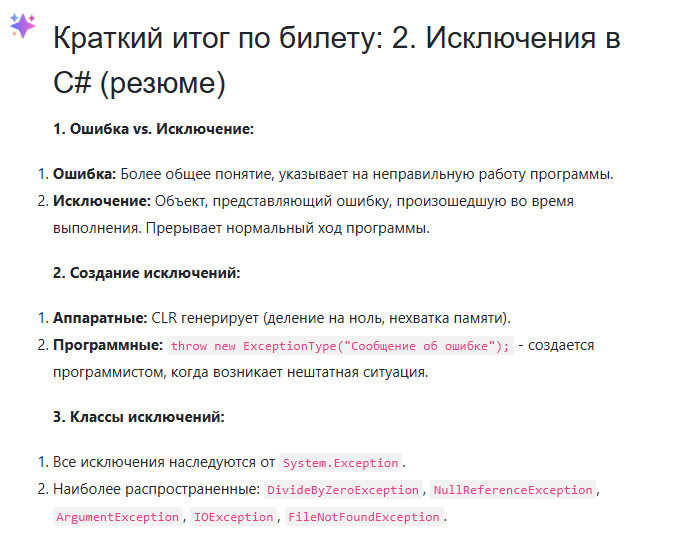 Краткий итог по билету: 2. Исключения в
C# (резюме)
1. Ошибка vs. Исключение:
1. Ошибка: Более общее понятие, указывает на неправильную работу программы.
2. Исключение: Объект, представляющий ошибку, произошедшую во время
выполнения. Прерывает нормальный ход программы.
2. Создание исключений:
1. Аппаратные: CLR генерирует (деление на ноль, нехватка памяти).
2. Программные: throw new ExceptionType("Сообщение об ошибке"); - создается
программистом, когда возникает нештатная ситуация.
3. Классы исключений:
1. Все исключения наследуются от System.Exception.
2. Наиболее распространенные: DivideByZeroException, NullReferenceException,
ArgumentException, IOException, FileNotFoundException.